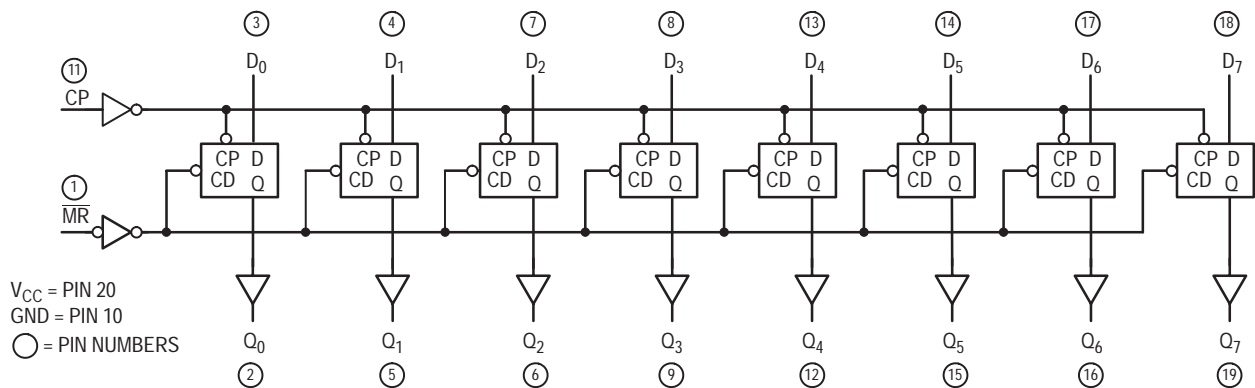 3 4 7 8 13 14 17 18
D0 D1 D2 D3 D4 D5 D6 D7
11
CP
CP D CP D CP D CP D CP D CP D CP D CP D
CD Q CD Q CD Q CD Q CD Q CD Q CD Q CD Q
1
MR
VCC = PIN 20
GND = PIN 10
= PIN NUMBERS
Q0 Q1 Q2 Q3 Q4 Q5 Q6 Q7
2 5 6 9 12 15 16 19